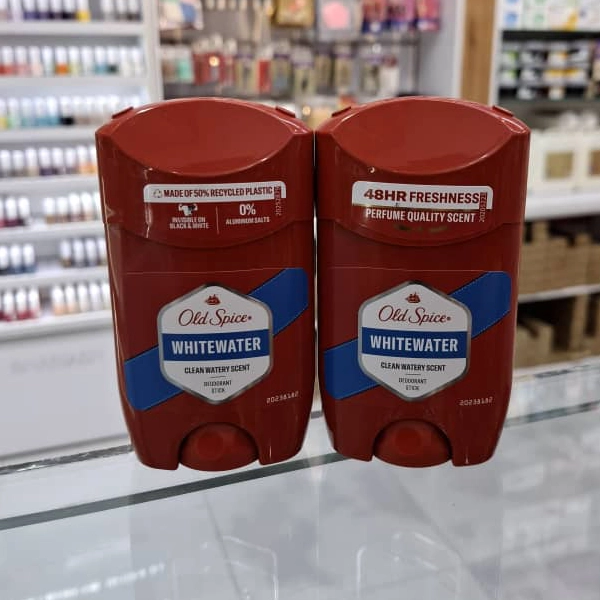 MADE OF 50% RECYCLED PLASTIC
INVISIBLE ON
BLACK & WHITE
0%
ALUMINUM SALTS
Old Spice
WHITEWATER
CLEAN WATERY SCENT
DEODORANT
STICK
48HR FRESHNESS
PERFUME QUALITY SCENT
Old Spice
WHITEWATER
CLEAN WATERY SCENT
DEODORANT
STICK